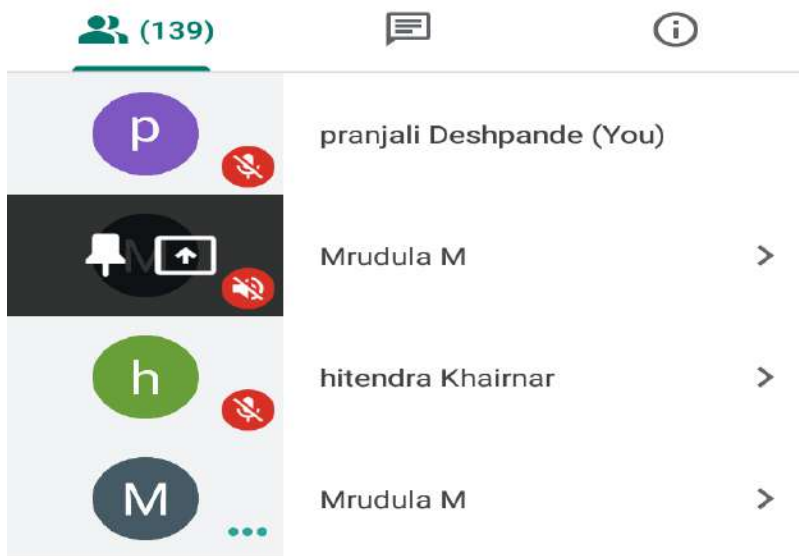 (139)
p
pranjali Deshpande (You)
M
Mrudula M
h
hitendra Khairnar
M
Mrudula M